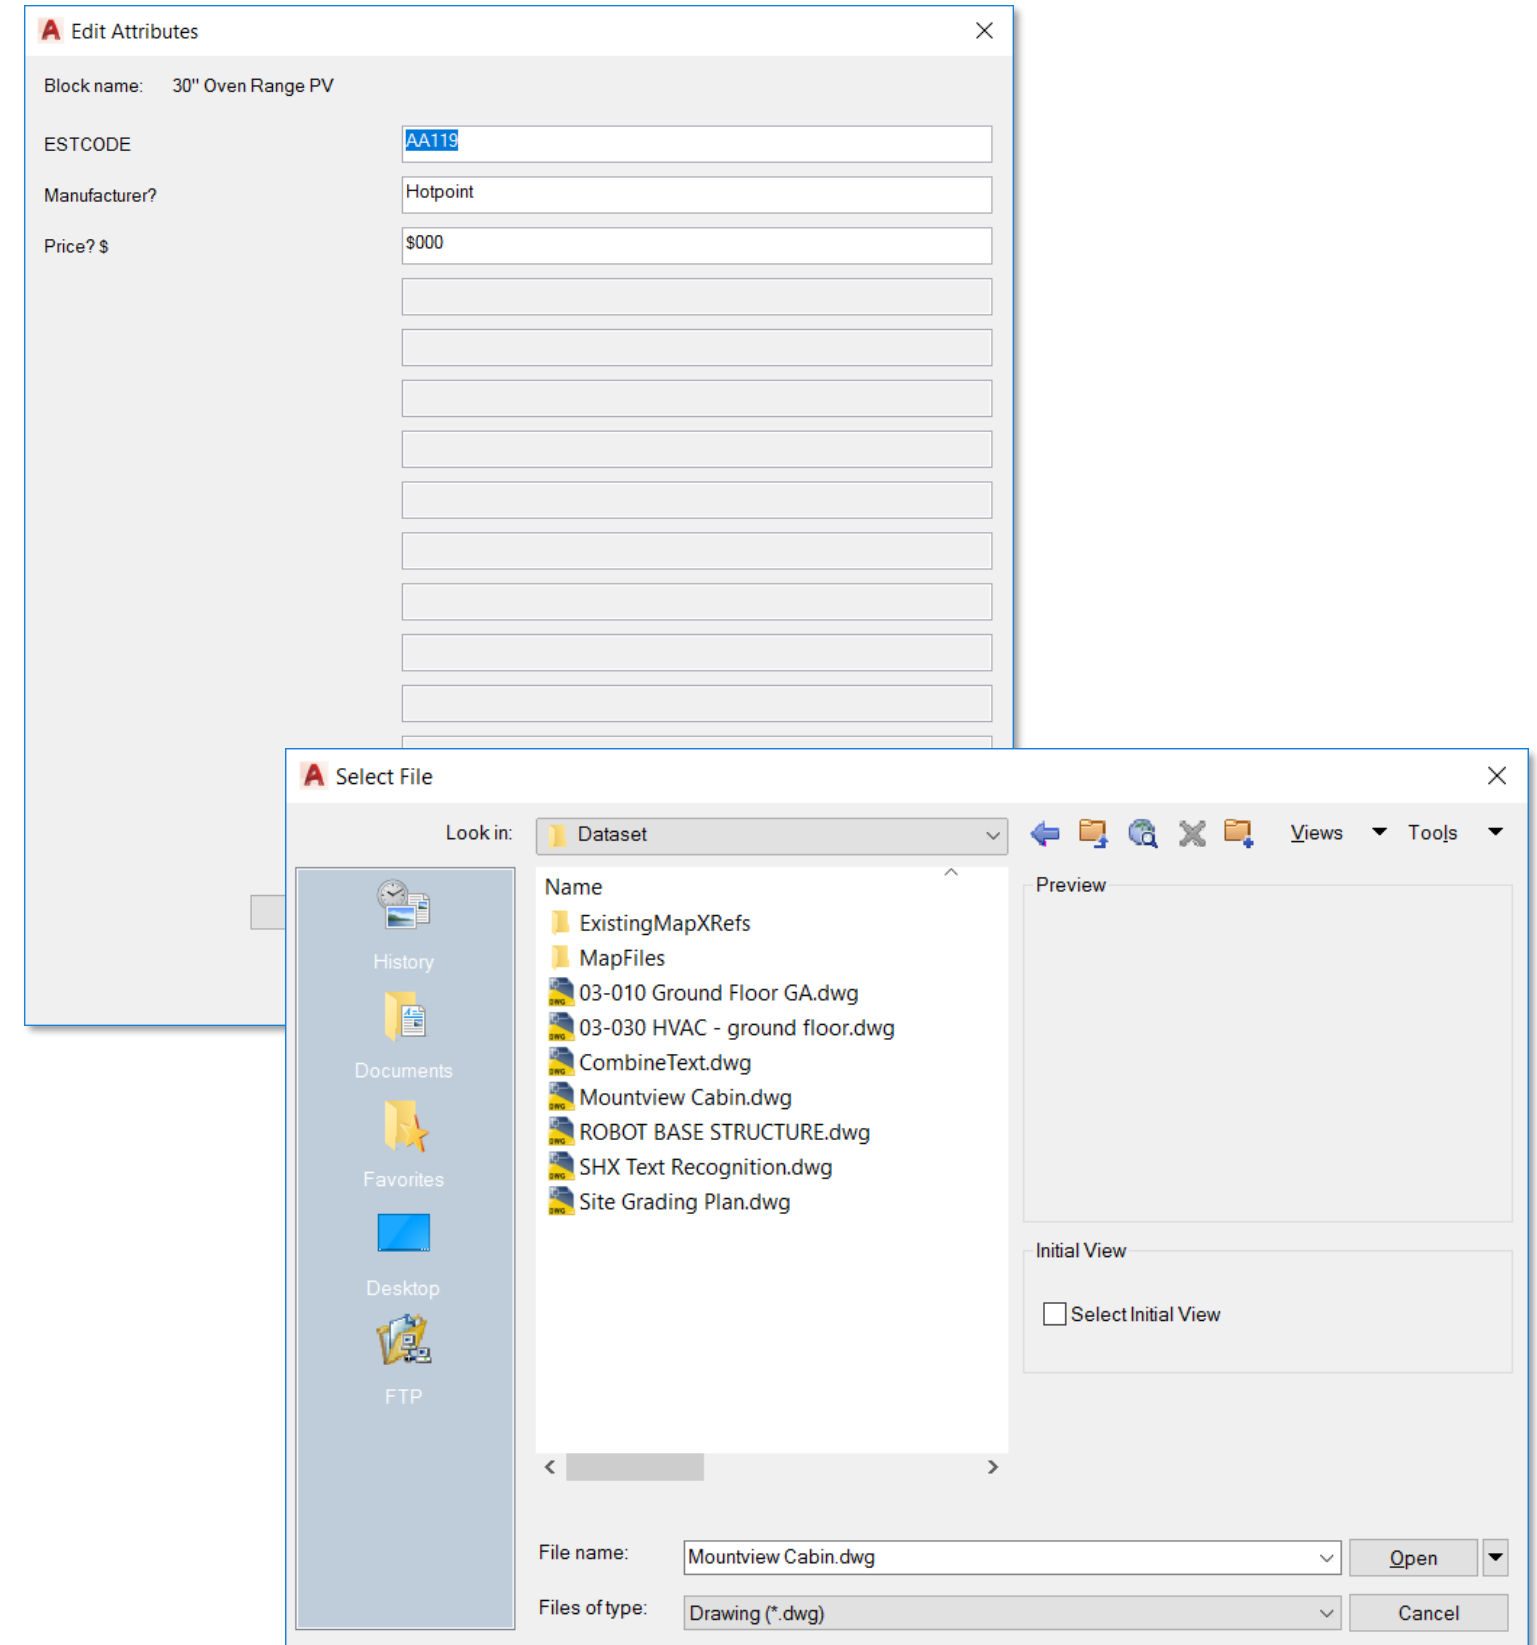 Edit Attributes
Block name: 30" Oven Range PV
ESTCODE AA119
Manufacturer? Hotpoint
Price? $ $000
Select File
Look in: Dataset Views Tools
History
Documents
Favorites
Desktop
FTP
Name
ExistingMapXRefs
MapFiles
03-010 Ground Floor GA.dwg
03-030 HVAC - ground floor.dwg
CombineText.dwg
Mountview Cabin.dwg
ROBOT BASE STRUCTURE.dwg
SHX Text Recognition.dwg
Site Grading Plan.dwg
Preview
Initial View
Select Initial View
File name: Mountview Cabin.dwg Open
Files of type: Drawing (*.dwg) Cancel